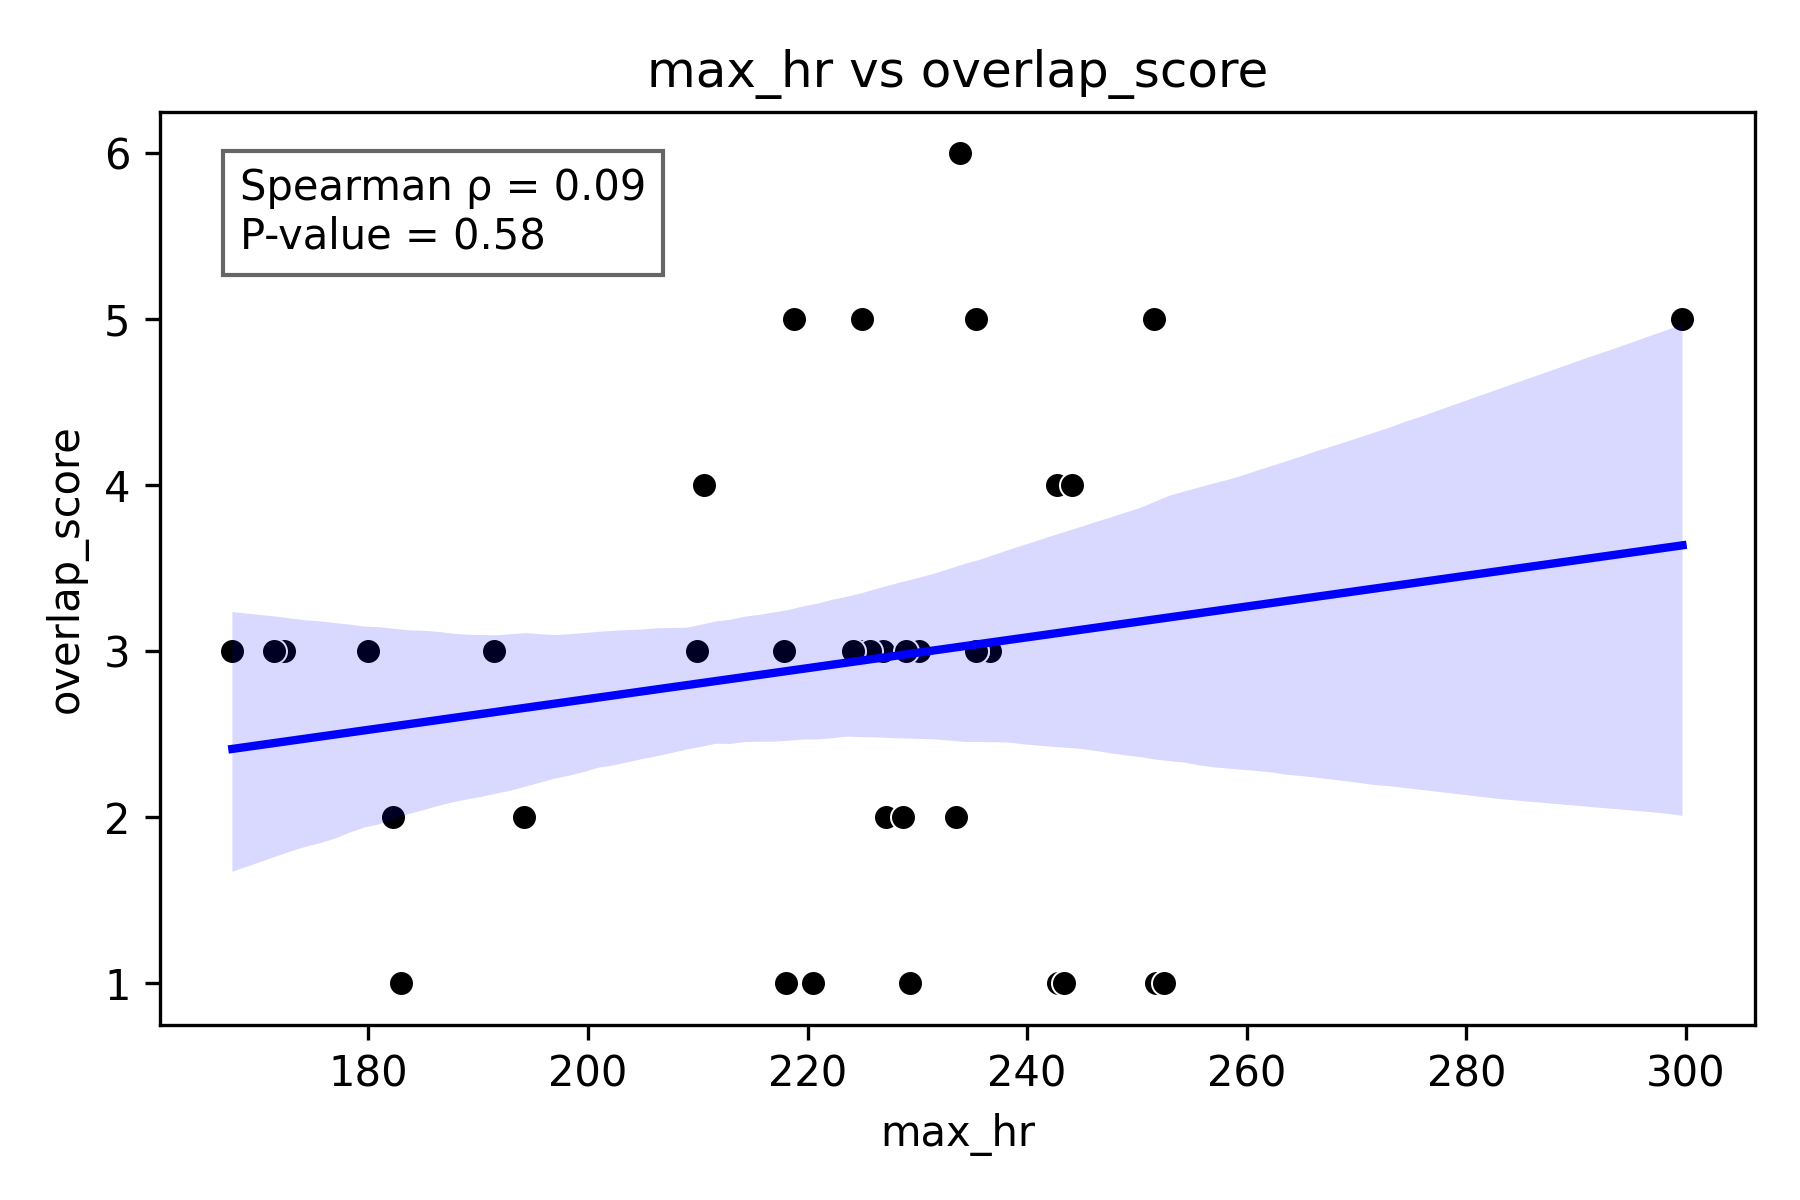 max_hr vs overlap_score
Spearman ρ = 0.09
P-value = 0.58
overlap_score
6
5
4
3
2
1
180 200 220 240 260 280 300
max_hr